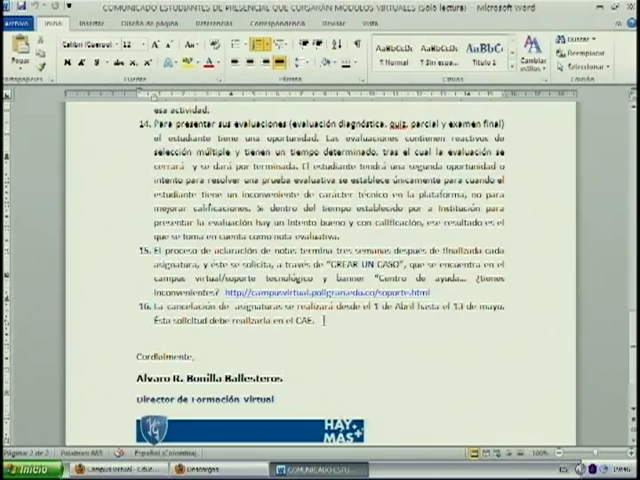 COMUNICADO ESTUDIANTES DE PRESENCIAL QUE CURSARÁN MÓDULOS VIRTUALES (Sólo lectura) - Microsoft Word
Archivo Inicio Insertar Diseño de página Referencias Correspondencia Revisar Vista
Calibri (Cuerpo) 12
Pegar
AaBbCcDc AaBbCcDc AaBbC
¶ Normal ¶ Sin espa... Título 1
Cambiar estilos
Buscar
Reemplazar
Seleccionar
Portapapeles Fuente Párrafo Estilos Edición
esa actividad.
14. Para presentar sus evaluaciones (evaluación diagnóstica, quiz, parcial y examen final)
el estudiante tiene una oportunidad. Las evaluaciones contienen reactivos de
selección múltiple y tienen un tiempo determinado, tras el cual la evaluación se
cerrará y se dará por terminada. El estudiante tendrá una segunda oportunidad o
intento para resolver una prueba evaluativa se establece únicamente para cuando el
estudiante tiene un inconveniente de carácter técnico en la plataforma, no para
mejorar calificaciones. Si dentro del tiempo establecido por a Institución para
presentar la evaluación hay un intento bueno y con calificación, ese resultado es el
que se toma en cuenta como nota evaluativa.
15. El proceso de aclaración de notas termina tres semanas después de finalizada cada
asignatura, y éste se solicita, a través de "CREAR UN CASO", que se encuentra en el
campus virtual/soporte tecnológico y banner "Centro de ayuda... ¿tienes
inconvenientes? http://campusvirtual.poligran.edu.co/soporte.html
16. La cancelación de asignaturas se realizará desde el 1 de Abril hasta el 13 de mayo.
Ésta solicitud debe realizarla en el CAE.
Cordialmente,
Alvaro R. Bonilla Ballesteros
Director de Formación Virtual
HAY
MÁS+
Página: 2 de 2 Palabras: 685 Español (Colombia) 100%
Inicio Campus Virtual - Educ... Descargas COMUNICADO ESTU...
ES